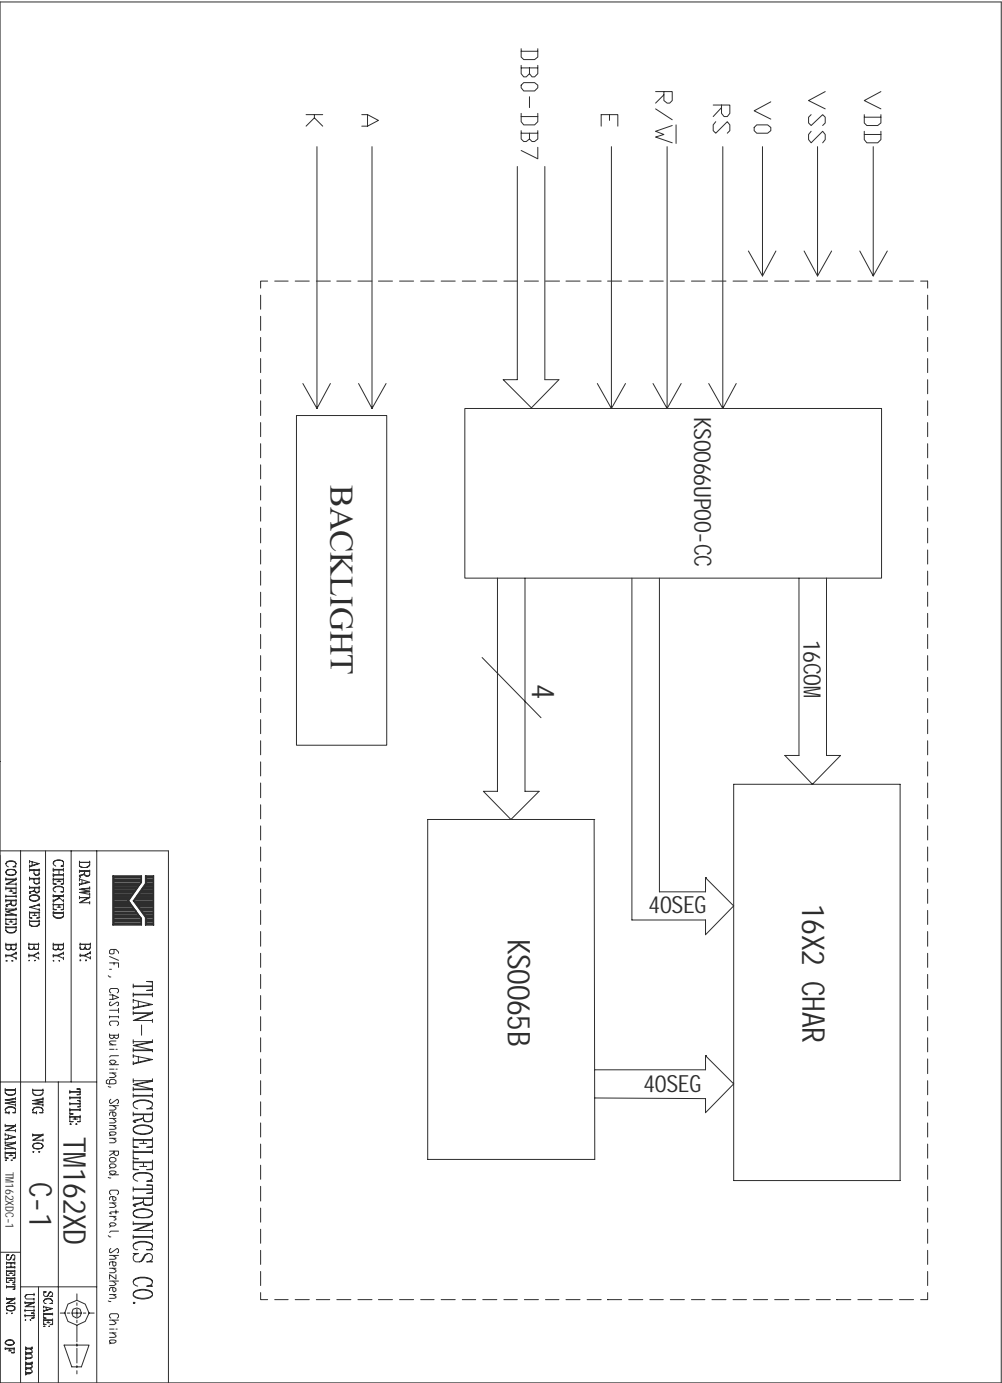 VDD
VSS
V0
RS
R/W
E
DB0-DB7
A
K
KS0066UP00-CC
16COM
16X2 CHAR
40SEG
4
KS0065B
40SEG
BACKLIGHT
TIAN-MA MICROELECTRONICS CO.
6/F., CASTIC Building, Shennan Road, Central, Shenzhen, China
DRAWN BY:
CHECKED BY:
APPROVED BY:
CONFIRMED BY:
TITLE: TM162XD
DWG NO: C-1
DWG NAME: TM162XDC-1
SCALE:
UNIT: mm
SHEET NO: OF